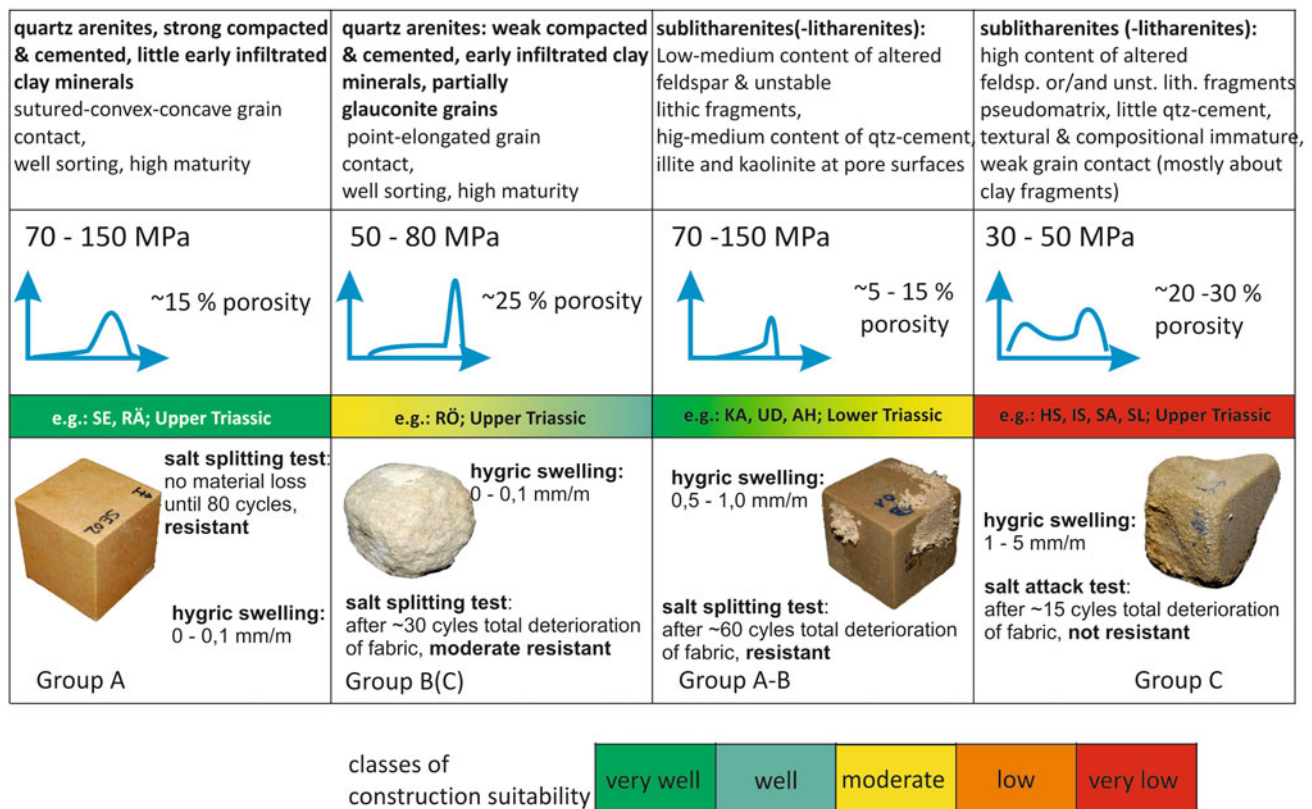 quartz arenites, strong compacted
& cemented, little early infiltrated
clay minerals
sutured-convex-concave grain
contact,
well sorting, high maturity
quartz arenites: weak compacted
& cemented, early infiltrated clay
minerals, partially
glauconite grains
point-elongated grain
contact,
well sorting, high maturity
sublitharenites(-litharenites):
Low-medium content of altered
feldspar & unstable
lithic fragments,
hig-medium content of qtz-cement,
illite and kaolinite at pore surfaces
sublitharenites (-litharenites):
high content of altered
feldsp. or/and unst. lith. fragments
pseudomatrix, little qtz-cement,
textural & compositional immature,
weak grain contact (mostly about
clay fragments)
70 - 150 MPa
~15 % porosity
50 - 80 MPa
~25 % porosity
70 -150 MPa
~5 - 15 %
porosity
30 - 50 MPa
~20 -30 %
porosity
e.g.: SE, RÄ; Upper Triassic
e.g.: RÖ; Upper Triassic
e.g.: KA, UD, AH; Lower Triassic
e.g.: HS, IS, SA, SL; Upper Triassic
salt splitting test:
no material loss
until 80 cycles,
resistant
SE02
hygric swelling:
0 - 0,1 mm/m
Group A
hygric swelling:
0 - 0,1 mm/m
salt splitting test:
after ~30 cyles total deterioration
of fabric, moderate resistant
Group B(C)
hygric swelling:
0,5 - 1,0 mm/m
salt splitting test:
after ~60 cyles total deterioration
of fabric, resistant
Group A-B
hygric swelling:
1 - 5 mm/m
salt attack test:
after ~15 cyles total deterioration
of fabric, not resistant
Group C
classes of
construction suitability
very well
well
moderate
low
very low